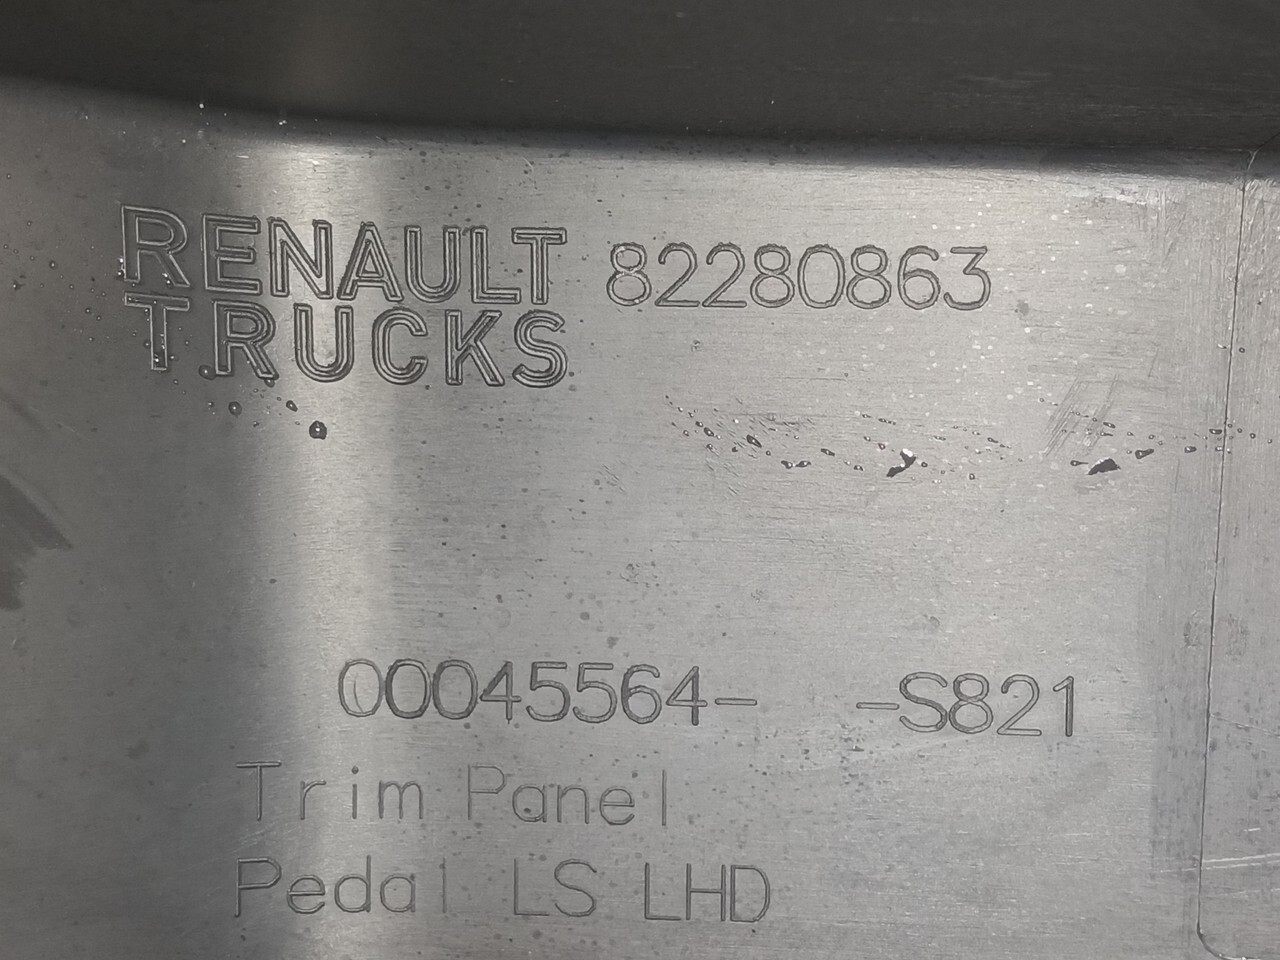 RENAULT 82280863
TRUCKS
00045564- -S821
Trim Panel
Pedal LS LHD